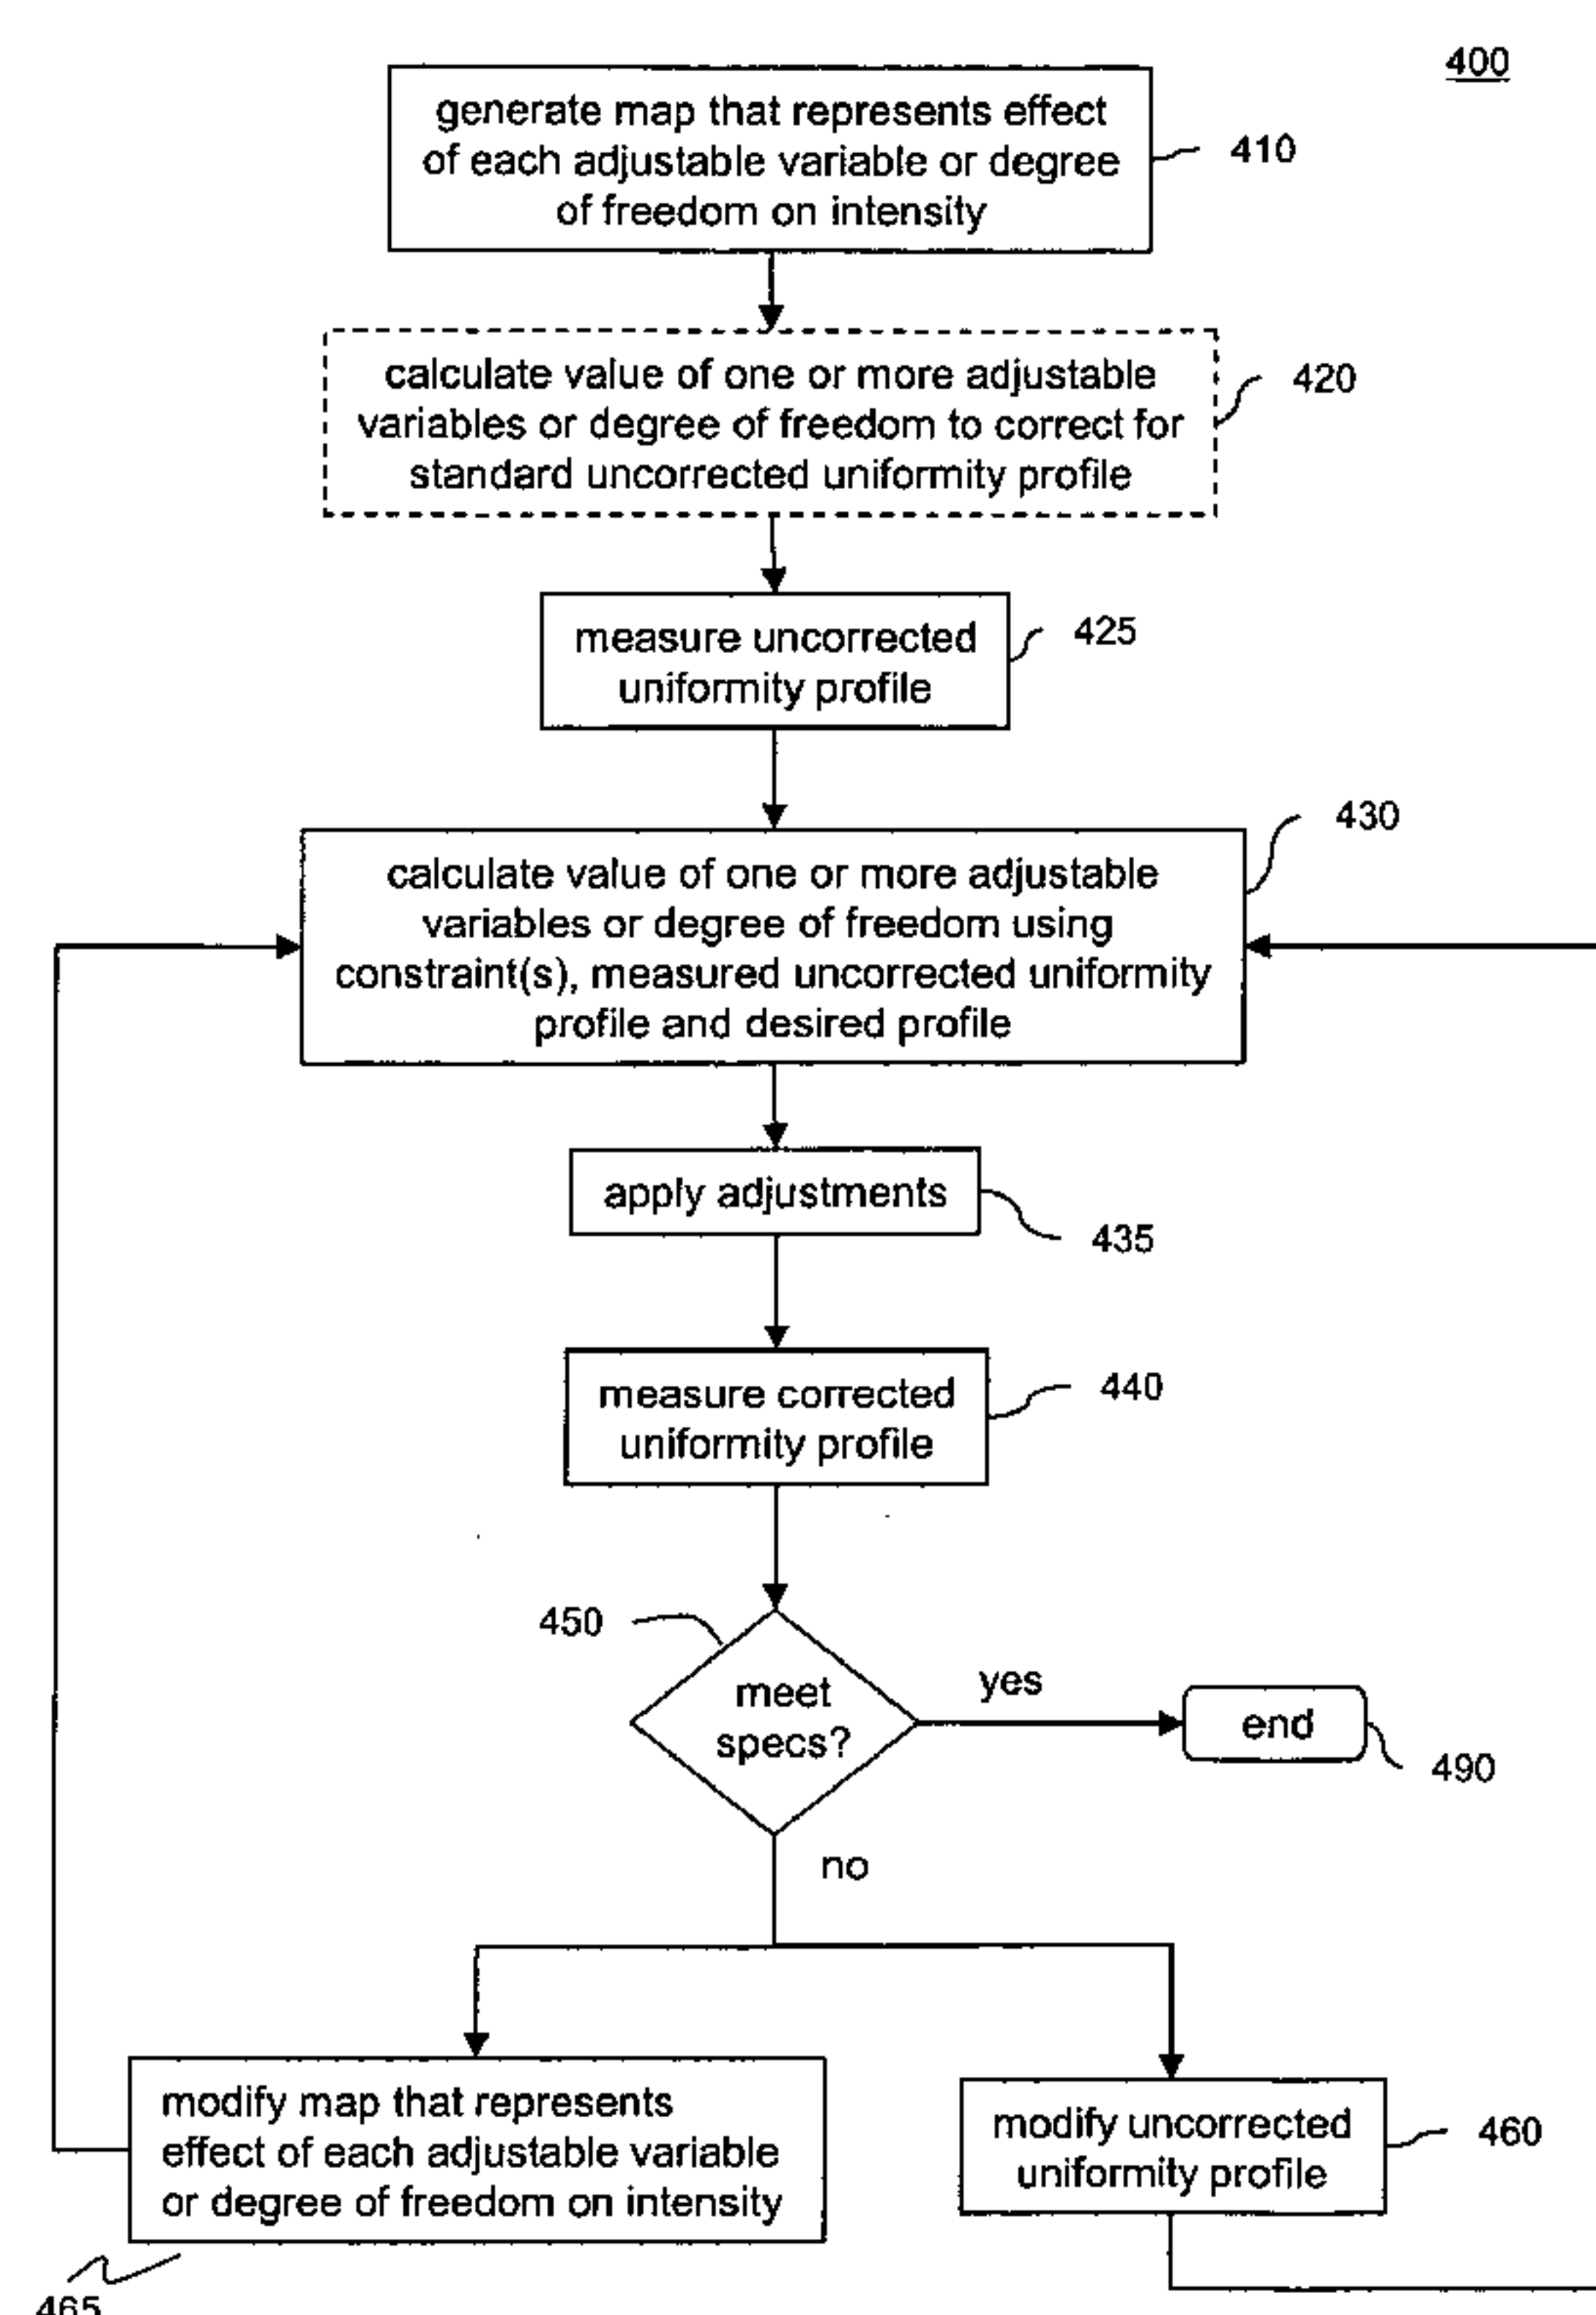 400
generate map that represents effect
of each adjustable variable or degree
of freedom on intensity
410
calculate value of one or more adjustable
variables or degree of freedom to correct for
standard uncorrected uniformity profile
420
measure uncorrected
uniformity profile
425
430
calculate value of one or more adjustable
variables or degree of freedom using
constraint(s), measured uncorrected uniformity
profile and desired profile
apply adjustments
435
measure corrected
uniformity profile
440
450
meet
specs?
yes
end
490
no
modify map that represents
effect of each adjustable variable
or degree of freedom on intensity
465
modify uncorrected
uniformity profile
460